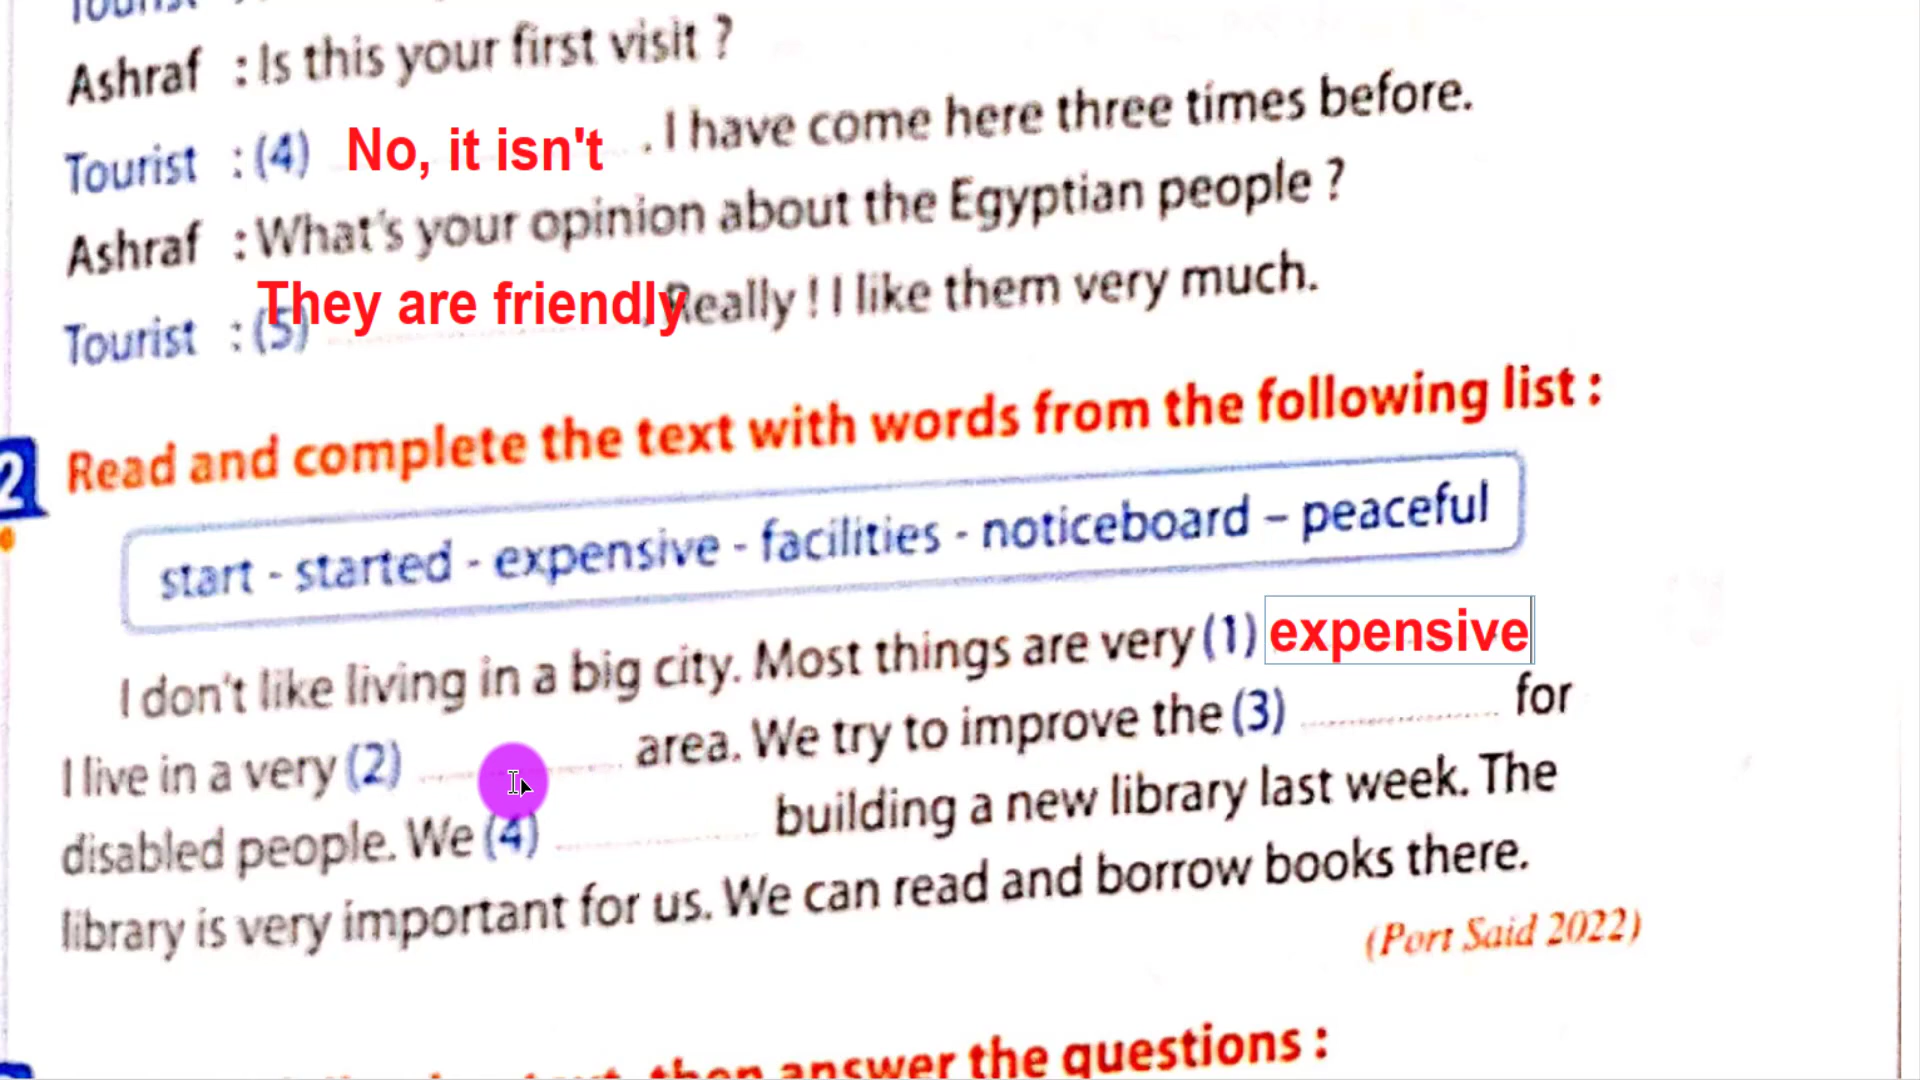 Tourist :
Ashraf : Is this your first visit ?
Tourist : (4) No, it isn't . I have come here three times before.
Ashraf : What's your opinion about the Egyptian people ?
Tourist : (5) They are friendly. Really ! I like them very much.
2 Read and complete the text with words from the following list :
start - started - expensive - facilities - noticeboard – peaceful
I don't like living in a big city. Most things are very (1) expensive
I live in a very (2) area. We try to improve the (3) for
disabled people. We (4) building a new library last week. The
library is very important for us. We can read and borrow books there.
(Port Said 2022)
then answer the questions :